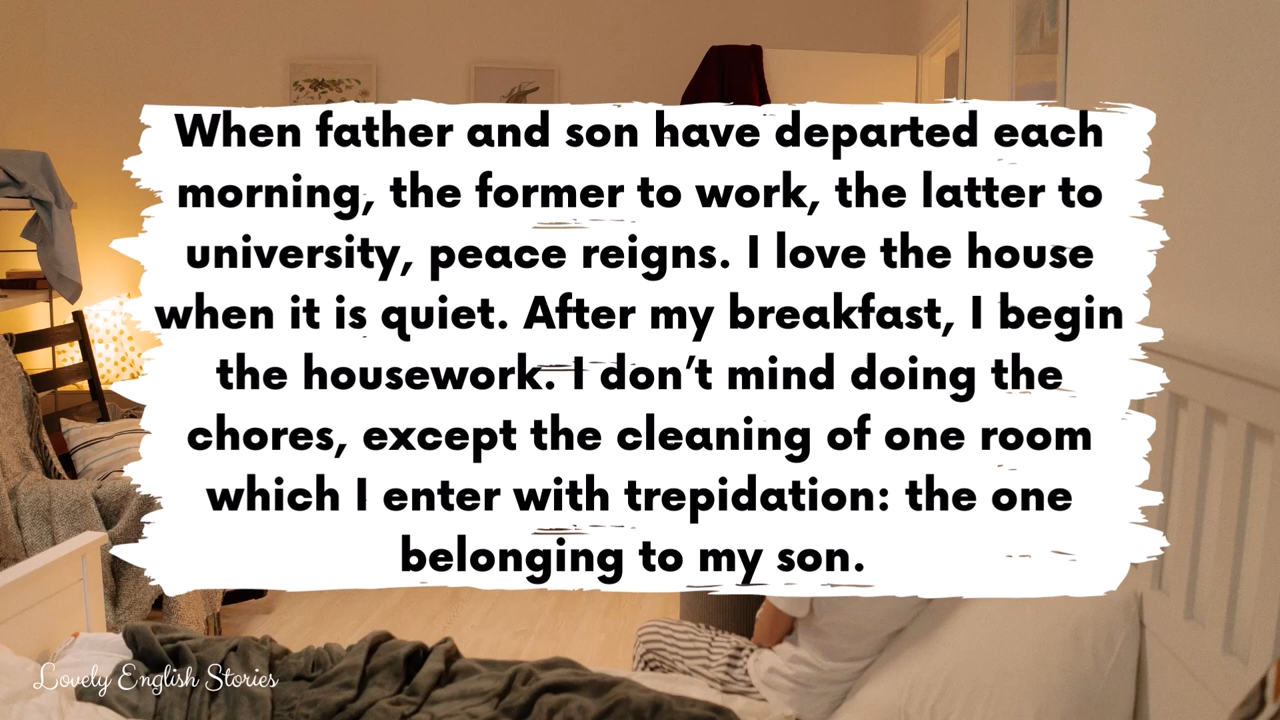 When father and son have departed each
morning, the former to work, the latter to
university, peace reigns. I love the house
when it is quiet. After my breakfast, I begin
the housework. I don’t mind doing the
chores, except the cleaning of one room
which I enter with trepidation: the one
belonging to my son.
Lovely English Stories